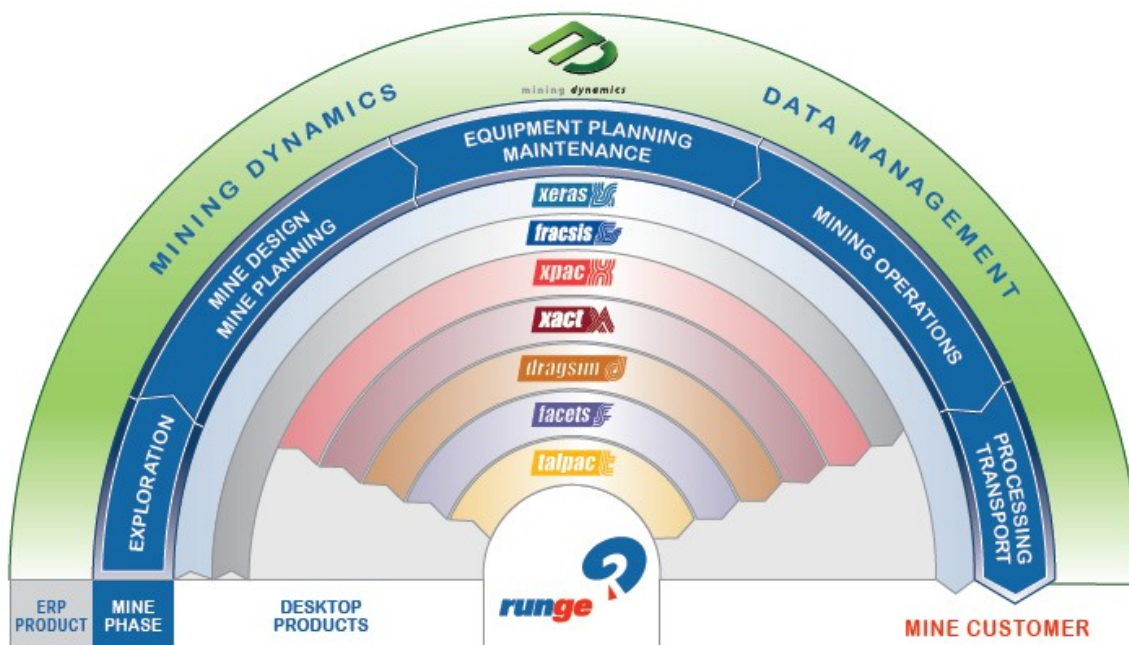 mining dynamics
MINING DYNAMICS
DATA MANAGEMENT
EXPLORATION
MINE DESIGN
MINE PLANNING
EQUIPMENT PLANNING
MAINTENANCE
MINING OPERATIONS
PROCESSING
TRANSPORT
xeras
fracsis
xpac
xact
dragsim
facets
talpac
runge
ERP
PRODUCT
MINE
PHASE
DESKTOP
PRODUCTS
MINE CUSTOMER